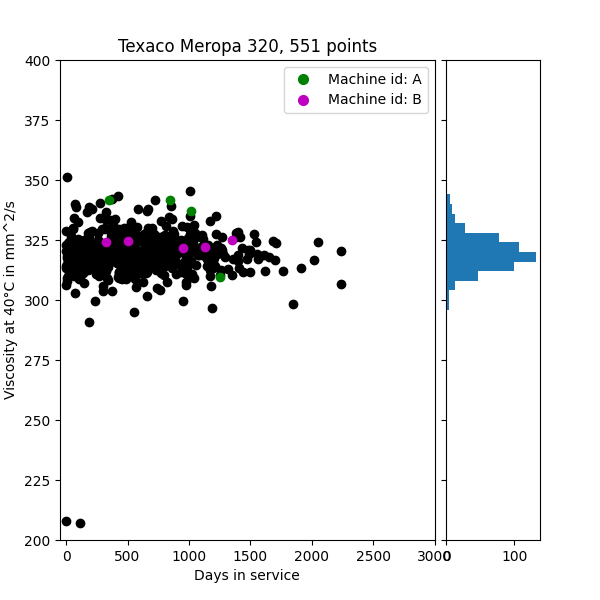 Texaco Meropa 320, 551 points
Machine id: A
Machine id: B
Viscosity at 40°C in mm^2/s
400
375
350
325
300
275
250
225
200
0 500 1000 1500 2000 2500 3000
0 100
Days in service